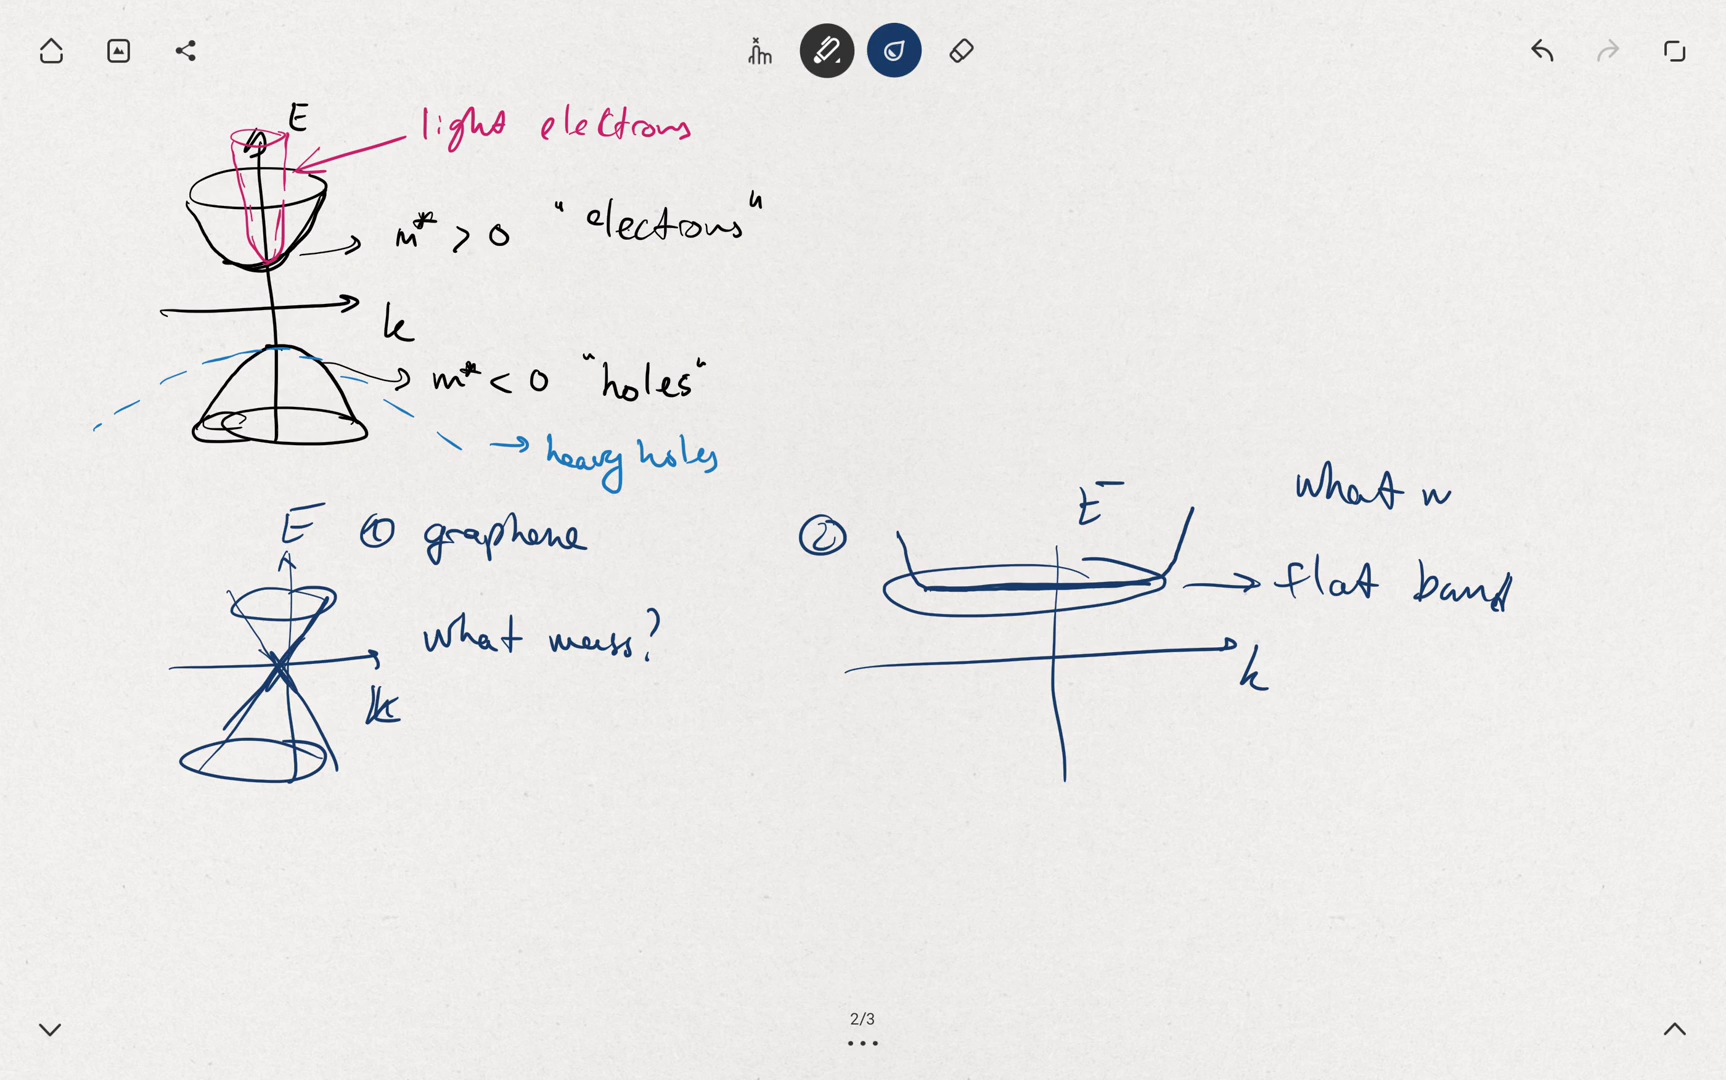 E
light electrons
m* > 0 "electrons"
k
m* < 0 "holes"
→ heavy holes
E ① graphene
what mass?
k
②
E
what m
→ flat band
k
2/3